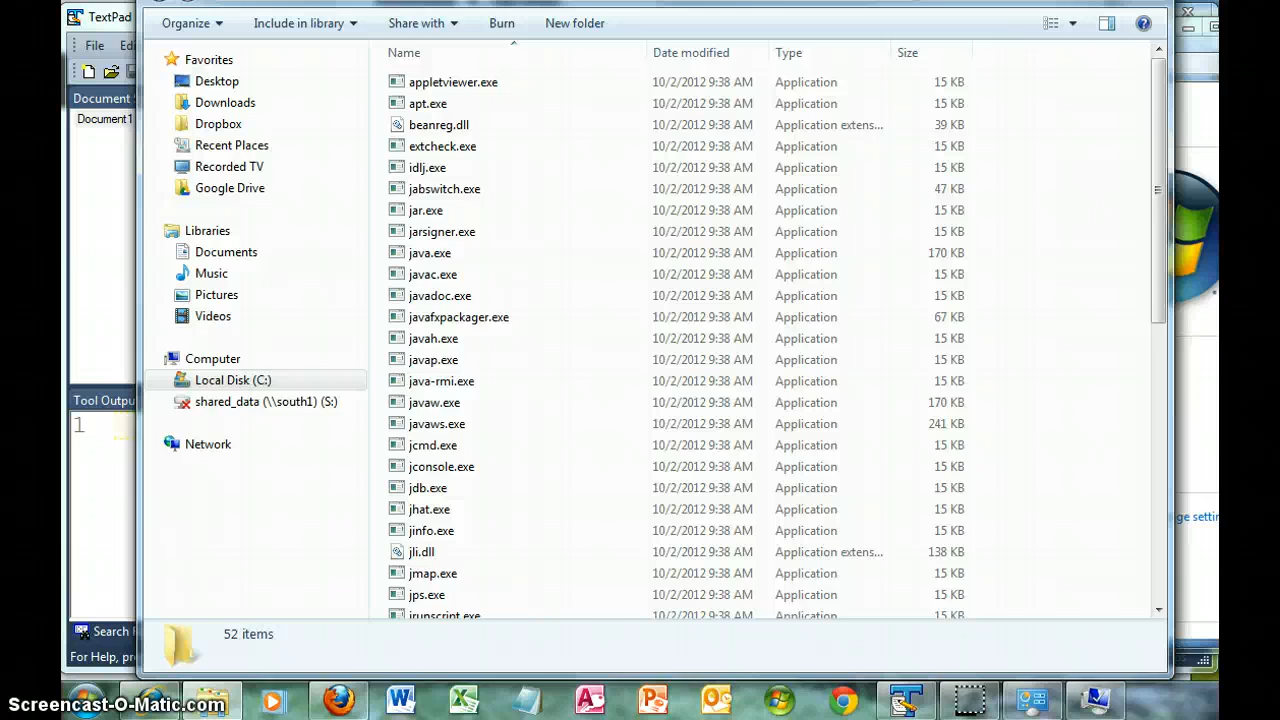 TextPad
File Edi
Document
Document1
Tool Outpu
1
Search
For Help, pre
Organize Include in library Share with Burn New folder
Favorites
Desktop
Downloads
Dropbox
Recent Places
Recorded TV
Google Drive
Libraries
Documents
Music
Pictures
Videos
Computer
Local Disk (C:)
shared_data (\\south1) (S:)
Network
Name Date modified Type Size
appletviewer.exe 10/2/2012 9:38 AM Application 15 KB
apt.exe 10/2/2012 9:38 AM Application 15 KB
beanreg.dll 10/2/2012 9:38 AM Application extens... 39 KB
extcheck.exe 10/2/2012 9:38 AM Application 15 KB
idlj.exe 10/2/2012 9:38 AM Application 15 KB
jabswitch.exe 10/2/2012 9:38 AM Application 47 KB
jar.exe 10/2/2012 9:38 AM Application 15 KB
jarsigner.exe 10/2/2012 9:38 AM Application 15 KB
java.exe 10/2/2012 9:38 AM Application 170 KB
javac.exe 10/2/2012 9:38 AM Application 15 KB
javadoc.exe 10/2/2012 9:38 AM Application 15 KB
javafxpackager.exe 10/2/2012 9:38 AM Application 67 KB
javah.exe 10/2/2012 9:38 AM Application 15 KB
javap.exe 10/2/2012 9:38 AM Application 15 KB
java-rmi.exe 10/2/2012 9:38 AM Application 15 KB
javaw.exe 10/2/2012 9:38 AM Application 170 KB
javaws.exe 10/2/2012 9:38 AM Application 241 KB
jcmd.exe 10/2/2012 9:38 AM Application 15 KB
jconsole.exe 10/2/2012 9:38 AM Application 15 KB
jdb.exe 10/2/2012 9:38 AM Application 15 KB
jhat.exe 10/2/2012 9:38 AM Application 15 KB
jinfo.exe 10/2/2012 9:38 AM Application 15 KB
jli.dll 10/2/2012 9:38 AM Application extens... 138 KB
jmap.exe 10/2/2012 9:38 AM Application 15 KB
jps.exe 10/2/2012 9:38 AM Application 15 KB
jrunscript.exe 10/2/2012 9:38 AM Application 15 KB
52 items
ge settin
Screencast-O-Matic.com